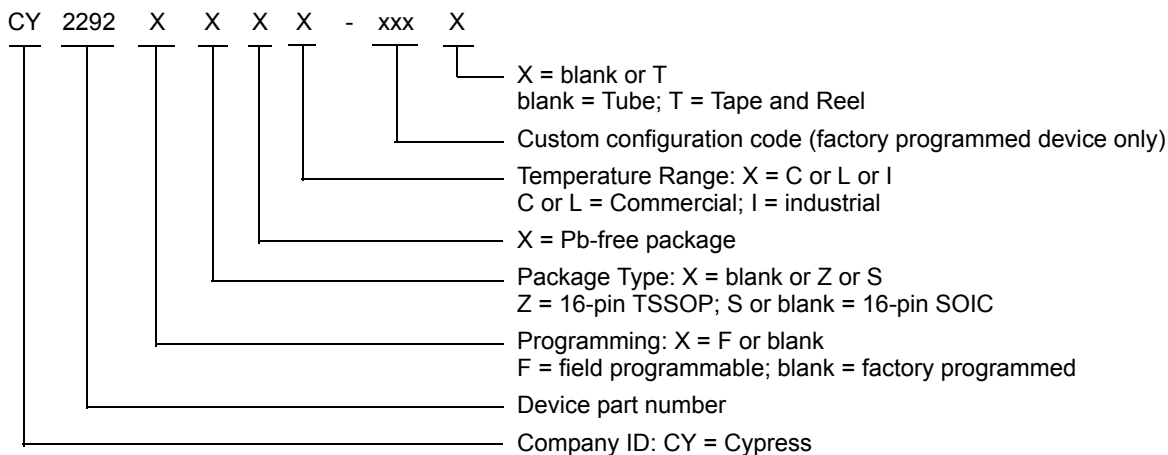 CY 2292 X X X X - xxx X
X = blank or T
blank = Tube; T = Tape and Reel
Custom configuration code (factory programmed device only)
Temperature Range: X = C or L or I
C or L = Commercial; I = industrial
X = Pb-free package
Package Type: X = blank or Z or S
Z = 16-pin TSSOP; S or blank = 16-pin SOIC
Programming: X = F or blank
F = field programmable; blank = factory programmed
Device part number
Company ID: CY = Cypress